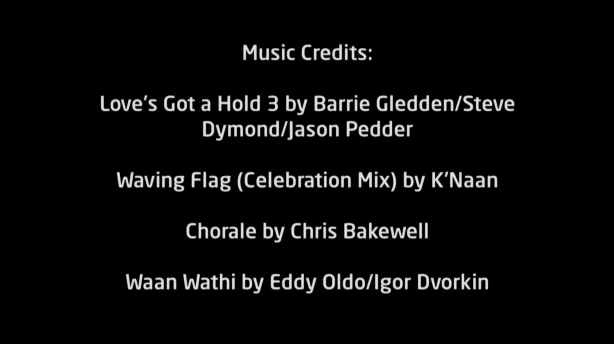 Music Credits:
Love's Got a Hold 3 by Barrie Gledden/Steve
Dymond/Jason Pedder
Waving Flag (Celebration Mix) by K'Naan
Chorale by Chris Bakewell
Waan Wathi by Eddy Oldo/Igor Dvorkin